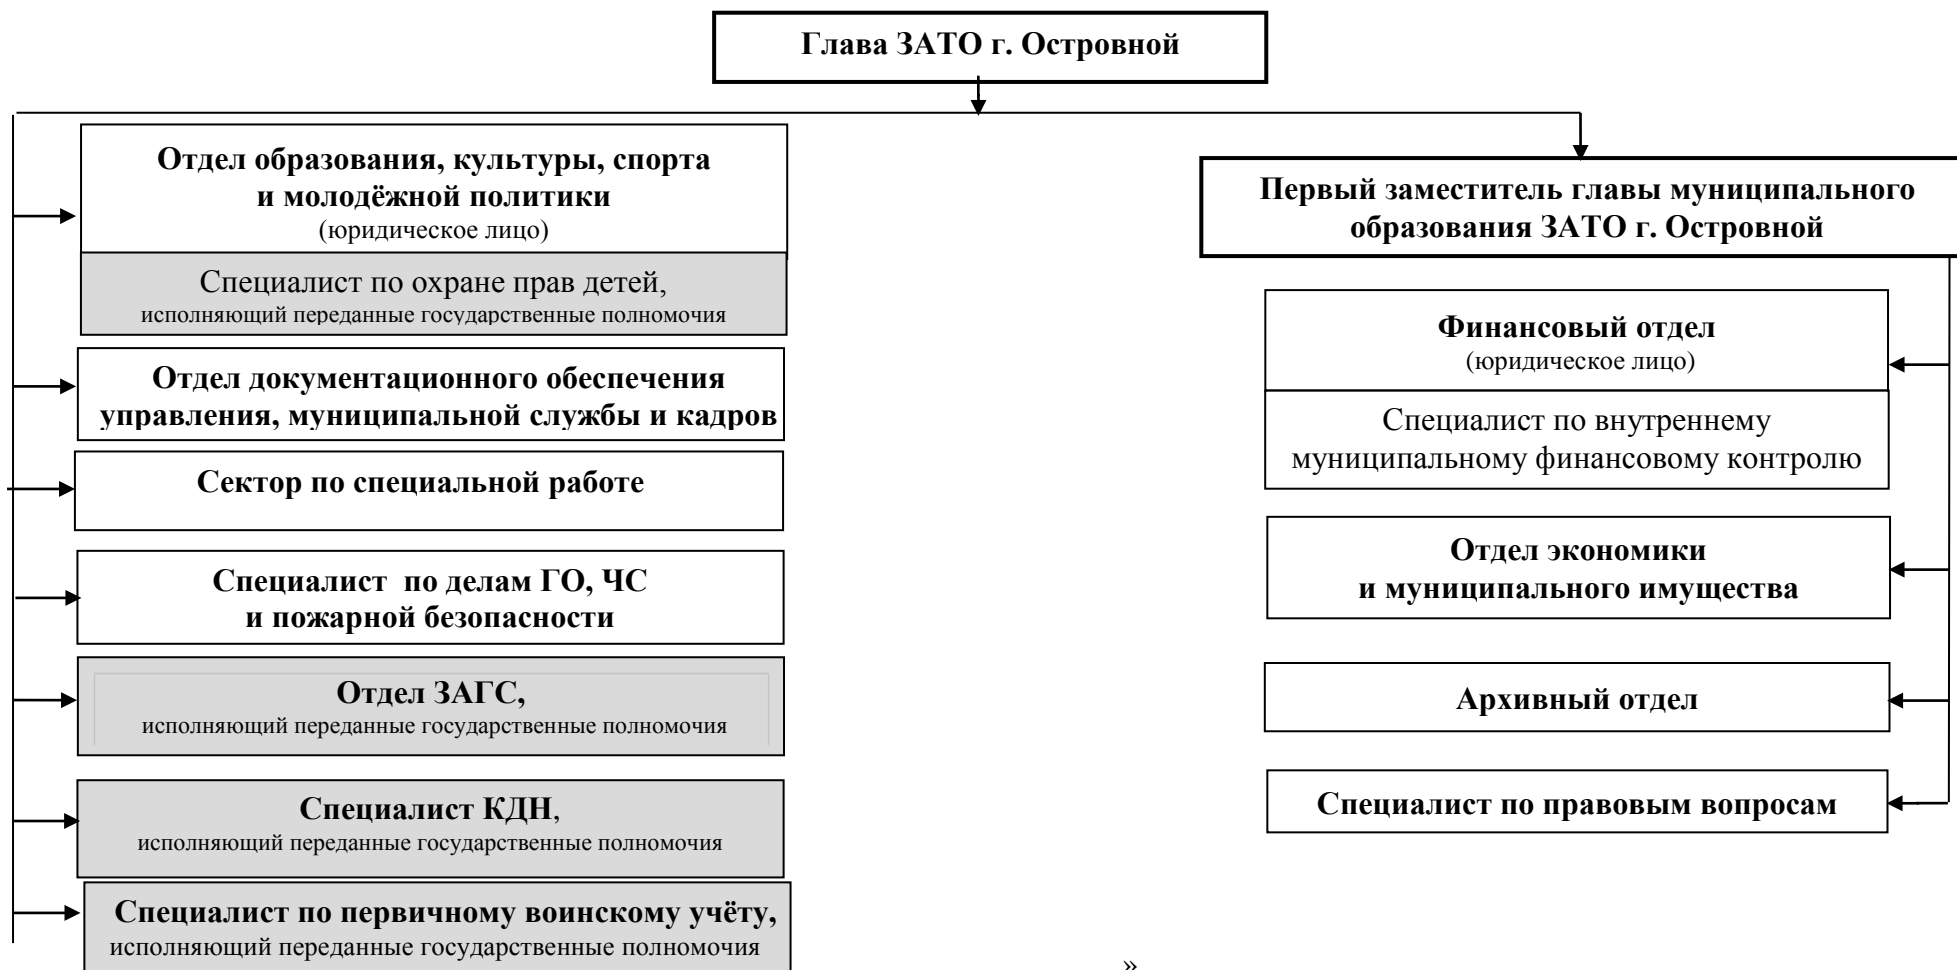 Глава ЗАТО г. Островной
Отдел образования, культуры, спорта
и молодёжной политики
(юридическое лицо)
Специалист по охране прав детей,
исполняющий переданные государственные полномочия
Отдел документационного обеспечения
управления, муниципальной службы и кадров
Сектор по специальной работе
Специалист по делам ГО, ЧС
и пожарной безопасности
Отдел ЗАГС,
исполняющий переданные государственные полномочия
Специалист КДН,
исполняющий переданные государственные полномочия
Специалист по первичному воинскому учёту,
исполняющий переданные государственные полномочия
Первый заместитель главы муниципального
образования ЗАТО г. Островной
Финансовый отдел
(юридическое лицо)
Специалист по внутреннему
муниципальному финансовому контролю
Отдел экономики
и муниципального имущества
Архивный отдел
Специалист по правовым вопросам
»